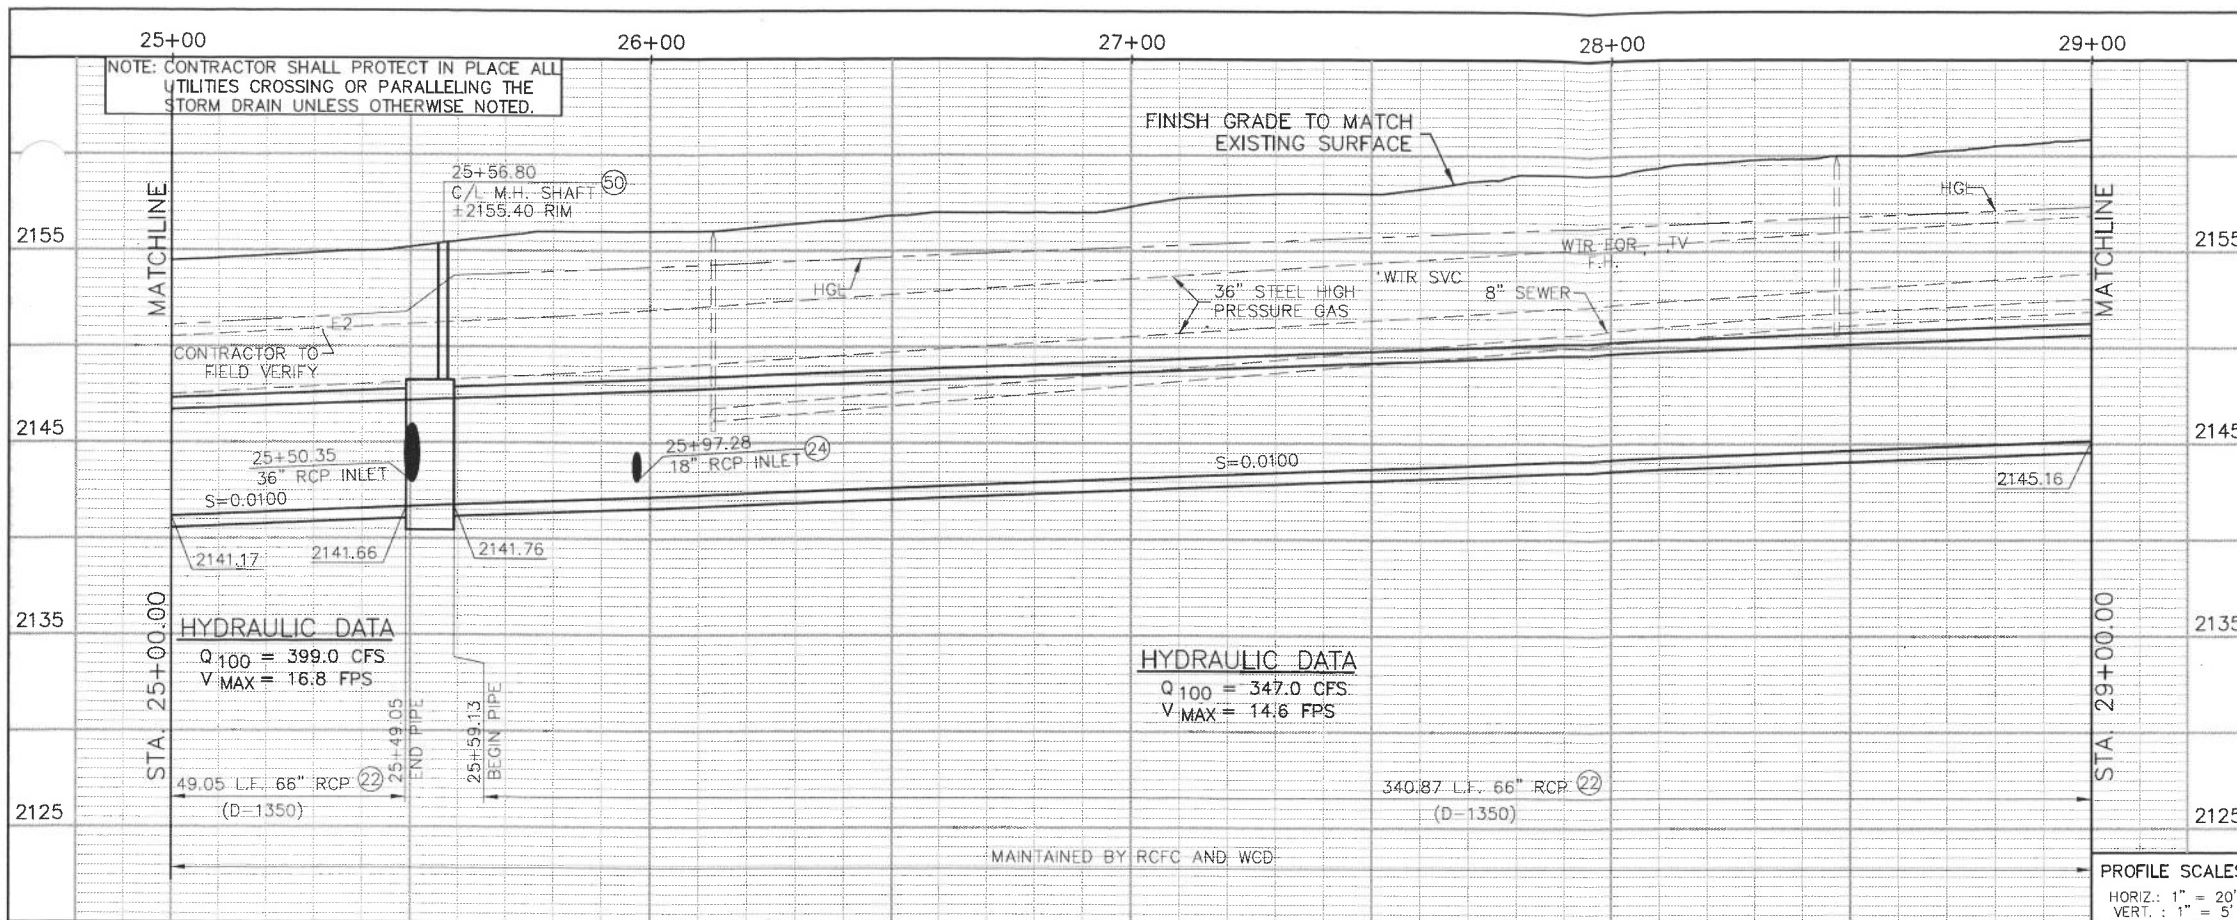 25+00
26+00
27+00
28+00
29+00
NOTE: CONTRACTOR SHALL PROTECT IN PLACE ALL
UTILITIES CROSSING OR PARALLELING THE
STORM DRAIN UNLESS OTHERWISE NOTED.
FINISH GRADE TO MATCH
EXISTING SURFACE
25+56.80
C/L M.H. SHAFT 50
±2155.40 RIM
MATCHLINE
HGL
MATCHLINE
2155
2155
WTR FOR TV
F.H.
WTR SVC
HGL
36" STEEL HIGH
PRESSURE GAS
8" SEWER
E2
CONTRACTOR TO
FIELD VERIFY
2145
2145
25+50.35
36" RCP INLET
25+97.28
18" RCP INLET 24
S=0.0100
S=0.0100
2145.16
2141.17
2141.66
2141.76
STA. 25+00.00
STA. 29+00.00
2135
2135
HYDRAULIC DATA
Q100 = 399.0 CFS
VMAX = 16.8 FPS
HYDRAULIC DATA
Q100 = 347.0 CFS
VMAX = 14.6 FPS
25+49.05
END PIPE
25+59.13
BEGIN PIPE
49.05 L.F. 66" RCP 22
(D-1350)
340.87 L.F. 66" RCP 22
(D-1350)
2125
2125
MAINTAINED BY RCFC AND WCD
PROFILE SCALES
HORIZ.: 1" = 20'
VERT. : 1" = 5'